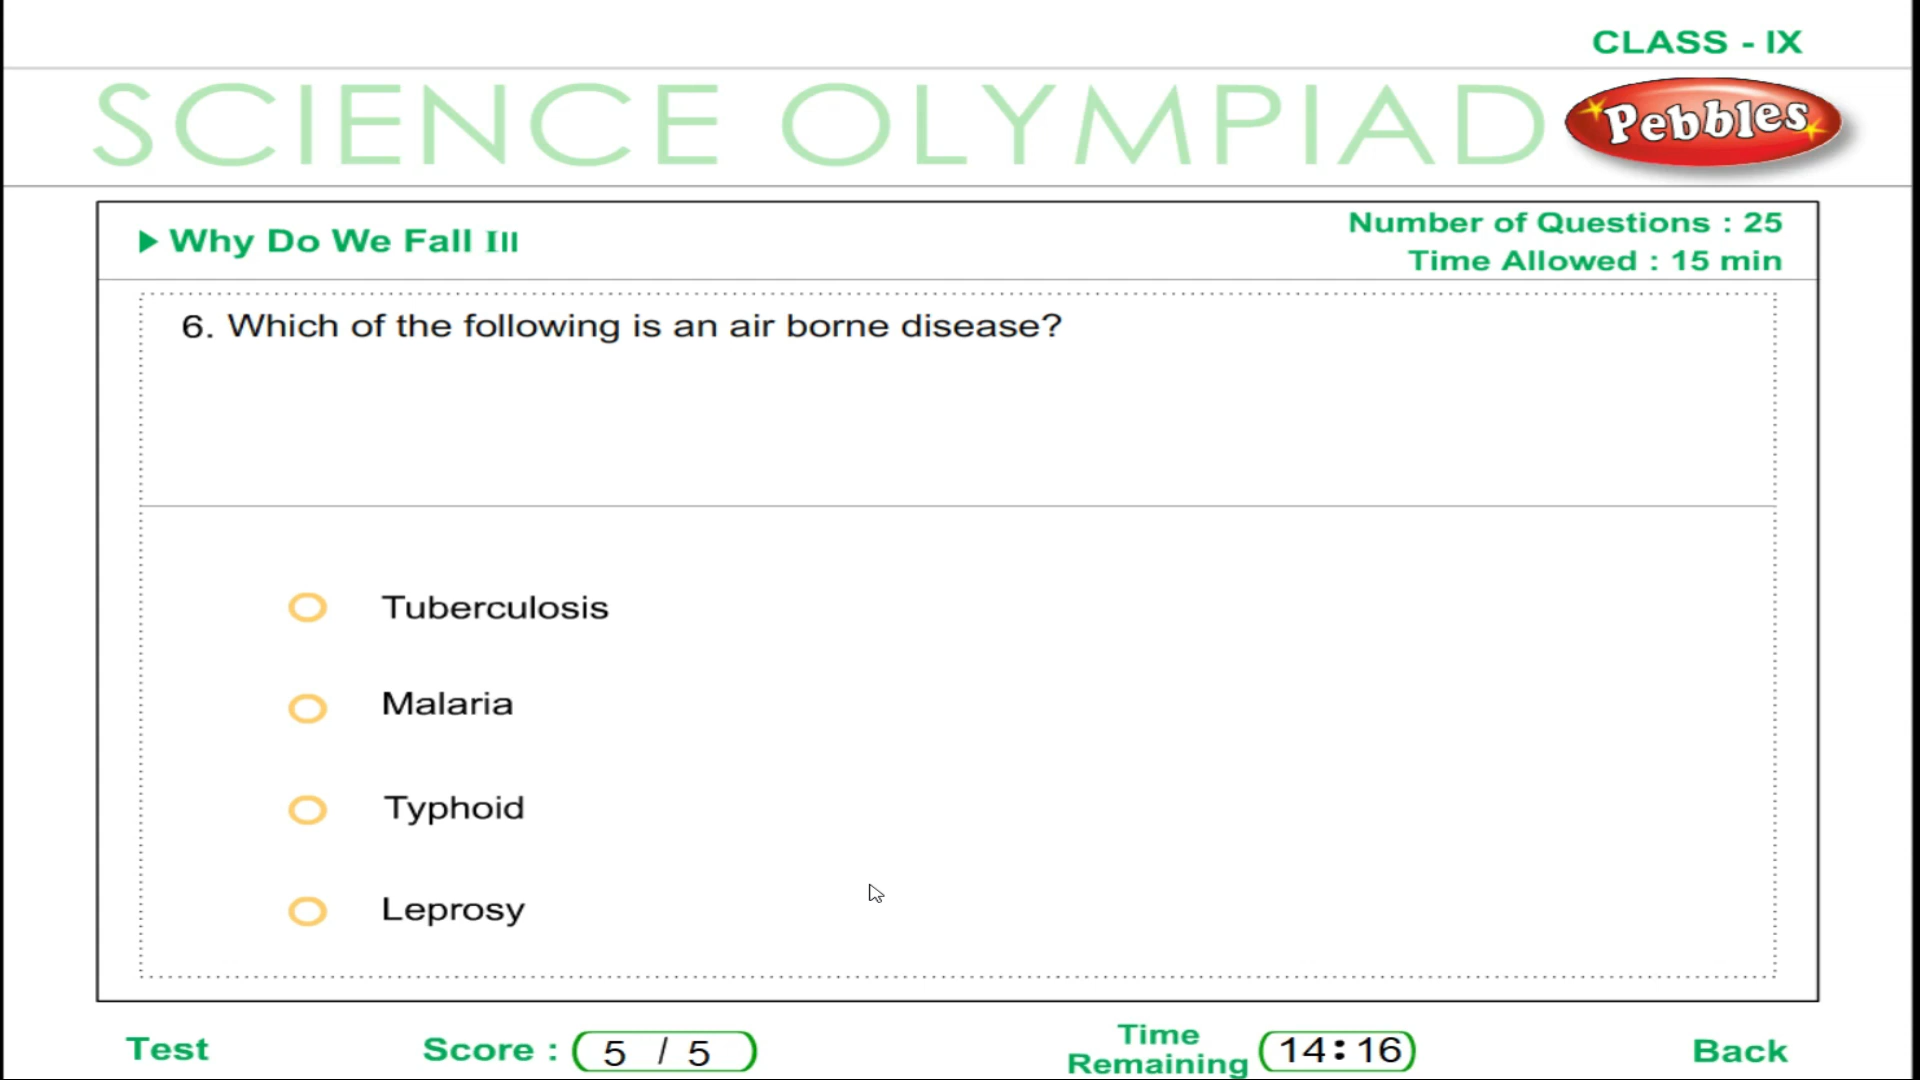 CLASS - IX
SCIENCE OLYMPIAD
Pebbles
Why Do We Fall Ill
Number of Questions : 25
Time Allowed : 15 min
6. Which of the following is an air borne disease?
Tuberculosis
Malaria
Typhoid
Leprosy
Test
Score : 5 / 5
Time
Remaining
14:16
Back